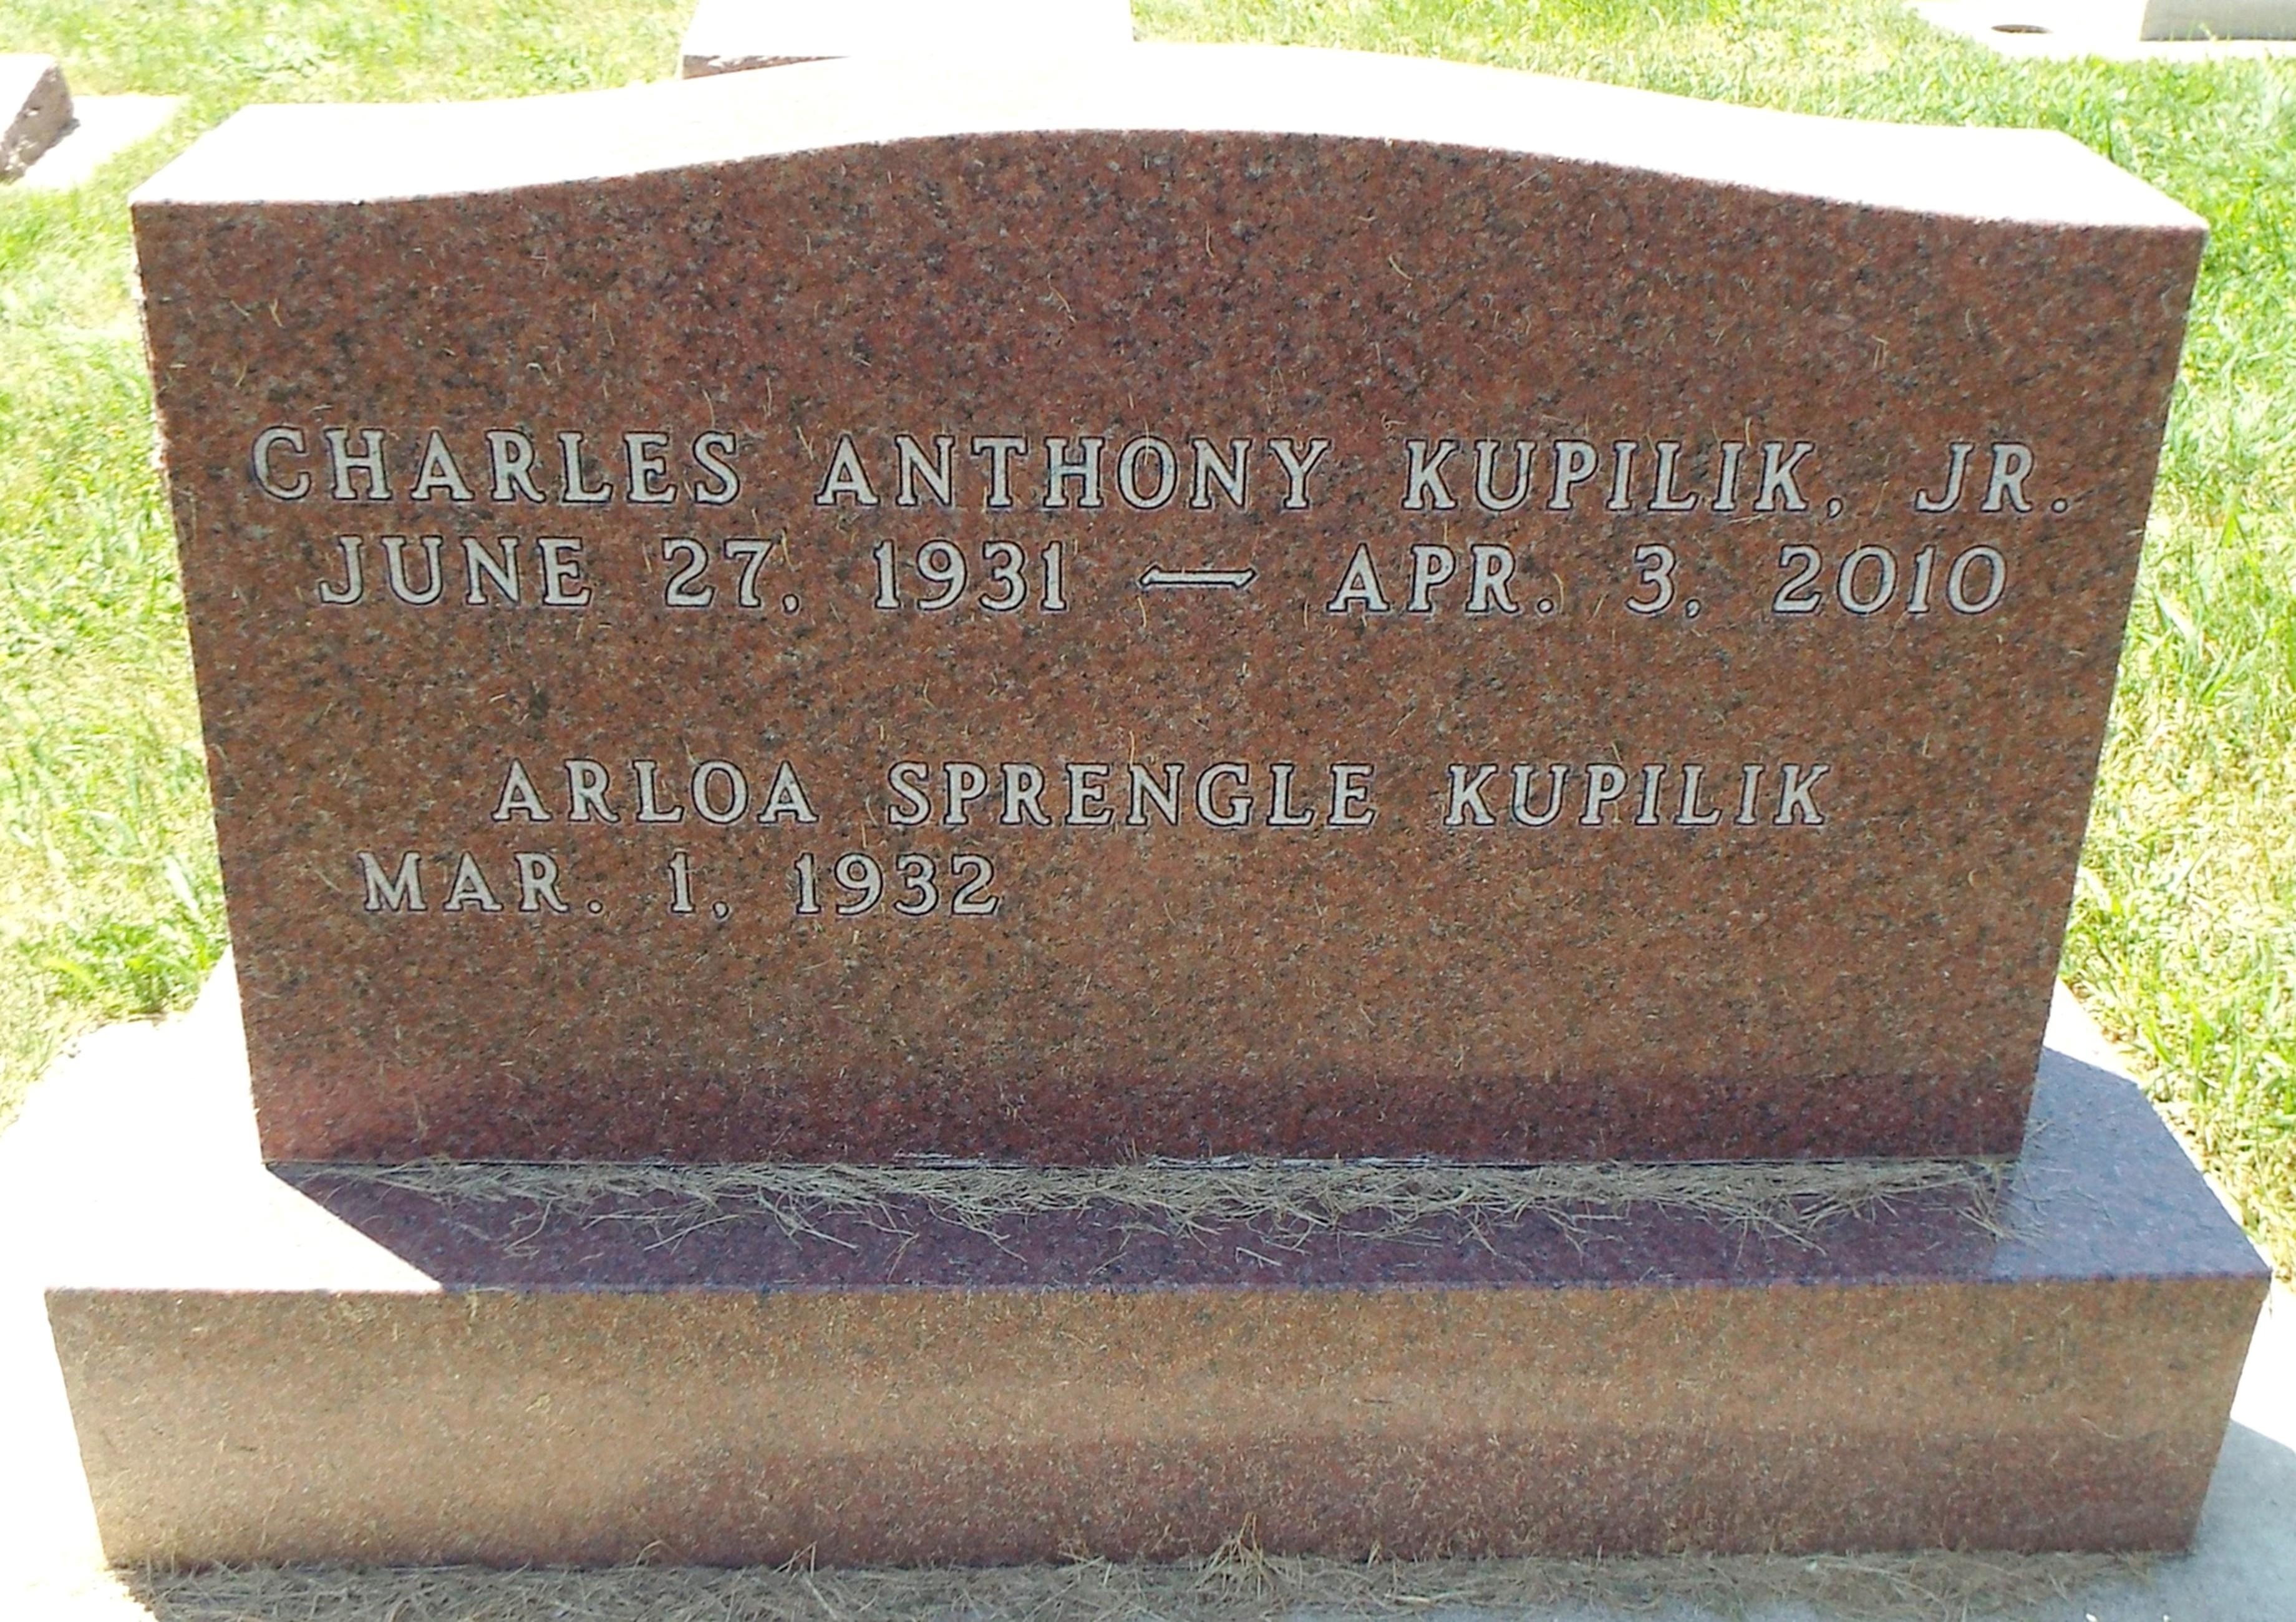 CHARLES ANTHONY KUPILIK, JR.
JUNE 27, 1931 — APR. 3, 2010
ARLOA SPRENGLE KUPILIK
MAR. 1, 1932